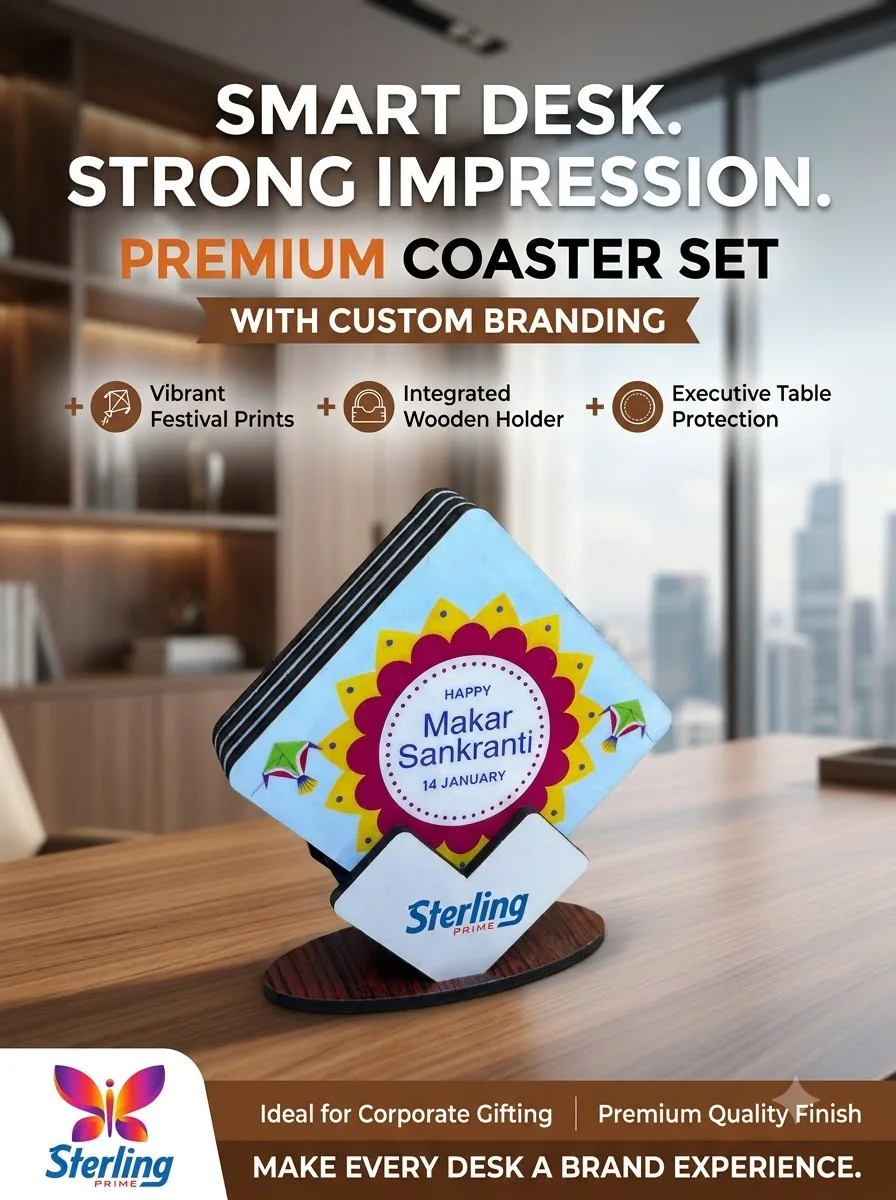 SMART DESK.
STRONG IMPRESSION.
PREMIUM COASTER SET
WITH CUSTOM BRANDING
+ Vibrant
Festival Prints
+ Integrated
Wooden Holder
+ Executive Table
Protection
HAPPY
Makar
Sankranti
14 JANUARY
Sterling
PRIME
Sterling
PRIME
Ideal for Corporate Gifting | Premium Quality Finish
MAKE EVERY DESK A BRAND EXPERIENCE.